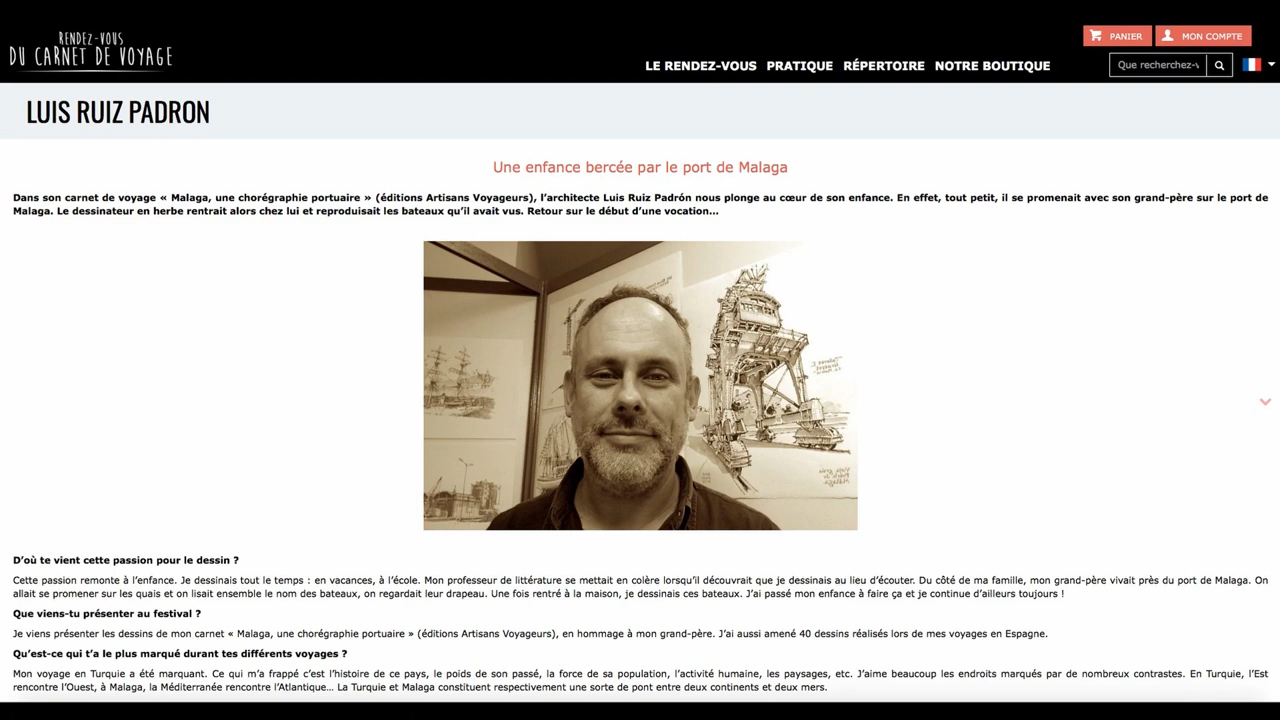 RENDEZ-VOUS
DU CARNET DE VOYAGE
PANIER
MON COMPTE
LE RENDEZ-VOUS PRATIQUE RÉPERTOIRE NOTRE BOUTIQUE
Que recherchez-v
LUIS RUIZ PADRON
Une enfance bercée par le port de Malaga
Dans son carnet de voyage « Malaga, une chorégraphie portuaire » (éditions Artisans Voyageurs), l’architecte Luis Ruiz Padrón nous plonge au cœur de son enfance. En effet, tout petit, il se promenait avec son grand-père sur le port de
Malaga. Le dessinateur en herbe rentrait alors chez lui et reproduisait les bateaux qu’il avait vus. Retour sur le début d’une vocation…
D’où te vient cette passion pour le dessin ?
Cette passion remonte à l’enfance. Je dessinais tout le temps : en vacances, à l’école. Mon professeur de littérature se mettait en colère lorsqu’il découvrait que je dessinais au lieu d’écouter. Du côté de ma famille, mon grand-père vivait près du port de Malaga. On
allait se promener sur les quais et on lisait ensemble le nom des bateaux, on regardait leur drapeau. Une fois rentré à la maison, je dessinais ces bateaux. J’ai passé mon enfance à faire ça et je continue d’ailleurs toujours !
Que viens-tu présenter au festival ?
Je viens présenter les dessins de mon carnet « Malaga, une chorégraphie portuaire » (éditions Artisans Voyageurs), en hommage à mon grand-père. J’ai aussi amené 40 dessins réalisés lors de mes voyages en Espagne.
Qu’est-ce qui t’a le plus marqué durant tes différents voyages ?
Mon voyage en Turquie a été marquant. Ce qui m’a frappé c’est l’histoire de ce pays, le poids de son passé, la force de sa population, l’activité humaine, les paysages, etc. J’aime beaucoup les endroits marqués par de nombreux contrastes. En Turquie, l’Est
rencontre l’Ouest, à Malaga, la Méditerranée rencontre l’Atlantique… La Turquie et Malaga constituent respectivement une sorte de pont entre deux continents et deux mers.